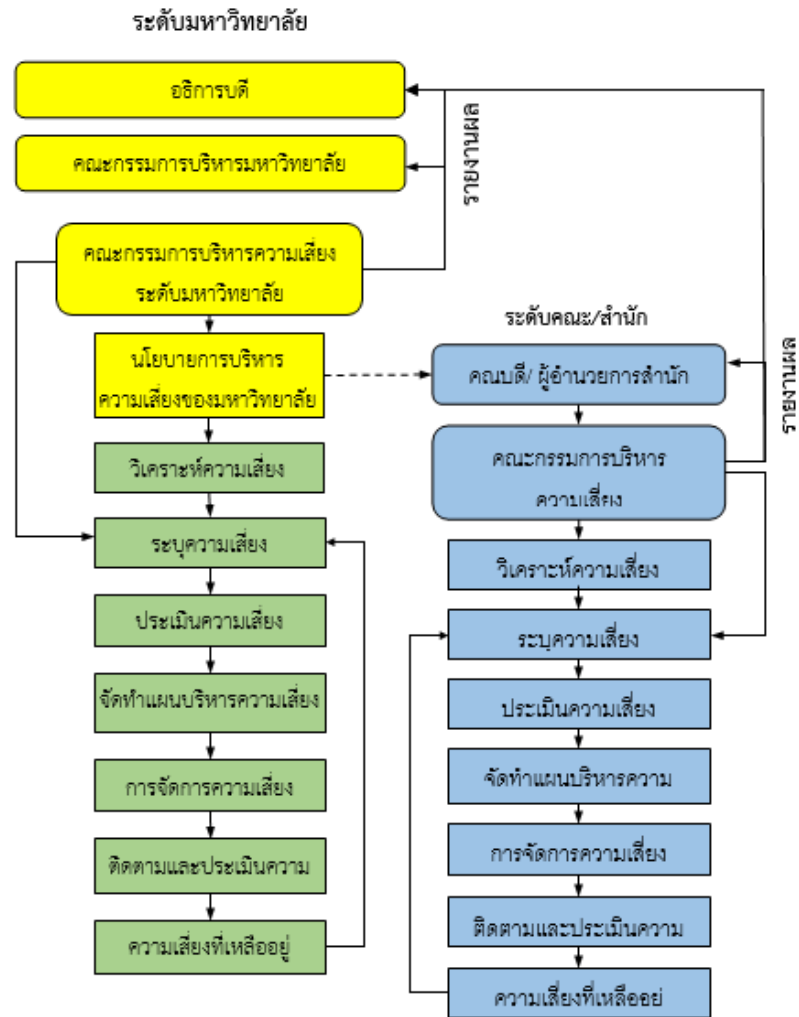 ระดับมหาวิทยาลัย
อธิการบดี
คณะกรรมการบริหารมหาวิทยาลัย
รายงานผล
คณะกรรมการบริหารความเสี่ยง
ระดับมหาวิทยาลัย
นโยบายการบริหาร
ความเสี่ยงของมหาวิทยาลัย
วิเคราะห์ความเสี่ยง
ระบุความเสี่ยง
ประเมินความเสี่ยง
จัดทำแผนบริหารความเสี่ยง
การจัดการความเสี่ยง
ติดตามและประเมินความ
ความเสี่ยงที่เหลืออยู่
ระดับคณะ/สำนัก
คณบดี/ ผู้อำนวยการสำนัก
รายงานผล
คณะกรรมการบริหาร
ความเสี่ยง
วิเคราะห์ความเสี่ยง
ระบุความเสี่ยง
ประเมินความเสี่ยง
จัดทำแผนบริหารความ
การจัดการความเสี่ยง
ติดตามและประเมินความ
ความเสี่ยงที่เหลืออยู่